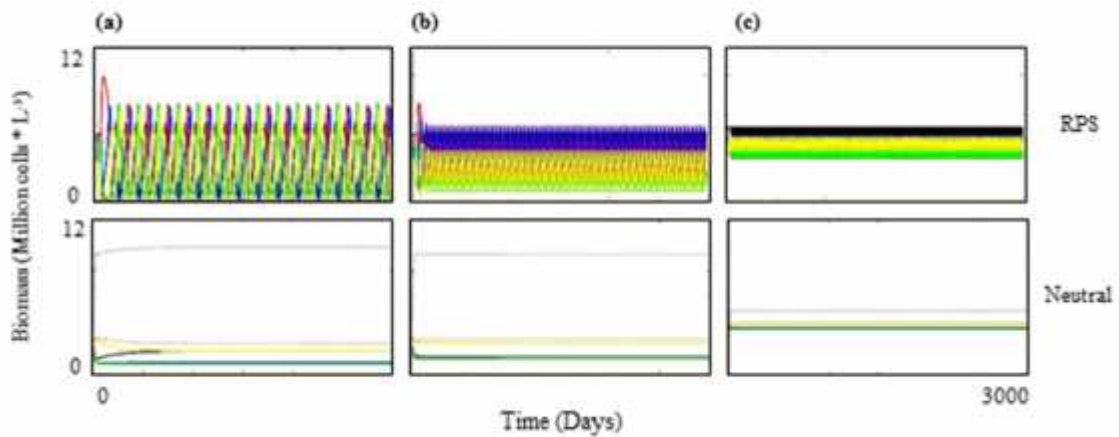 (a) (b) (c)
12
RPS
0
Biomass (Million cells * L⁻¹)
12
Neutral
0
0 3000
Time (Days)